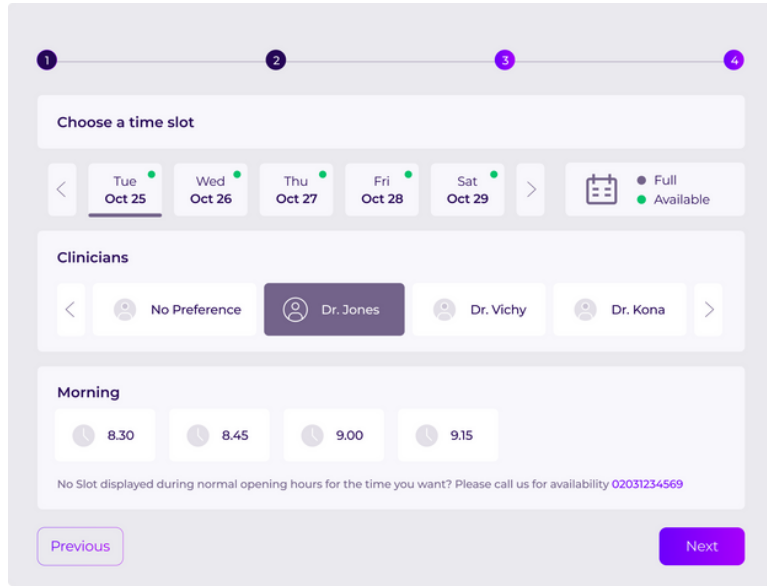 1 2 3 4
Choose a time slot
Tue Wed Thu Fri Sat
Oct 25 Oct 26 Oct 27 Oct 28 Oct 29
Full
Available
Clinicians
No Preference Dr. Jones Dr. Vichy Dr. Kona
Morning
8.30 8.45 9.00 9.15
No Slot displayed during normal opening hours for the time you want? Please call us for availability 02031234569
Previous Next